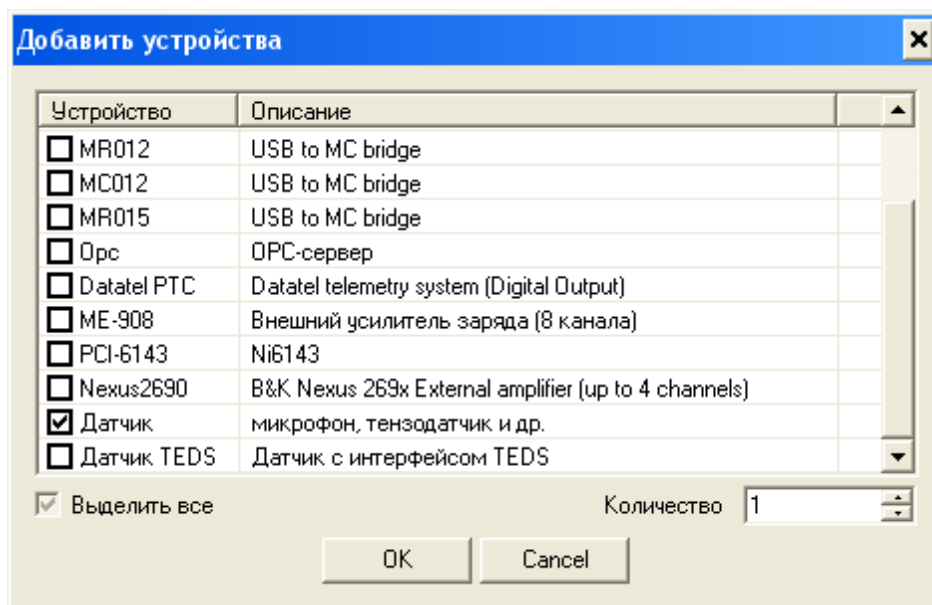 Добавить устройства
Устройство Описание
MR012 USB to MC bridge
MC012 USB to MC bridge
MR015 USB to MC bridge
Opc OPC-сервер
Datatel PTC Datatel telemetry system (Digital Output)
ME-908 Внешний усилитель заряда (8 канала)
PCI-6143 Ni6143
Nexus2690 B&K Nexus 269x External amplifier (up to 4 channels)
Датчик микрофон, тензодатчик и др.
Датчик TEDS Датчик с интерфейсом TEDS
Выделить все Количество 1
OK Cancel